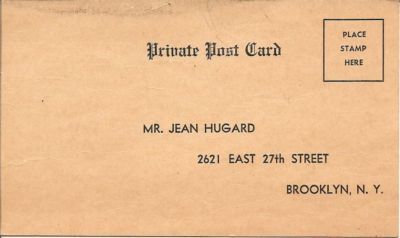 Private Post Card
PLACE
STAMP
HERE
MR. JEAN HUGARD
2621 EAST 27th STREET
BROOKLYN, N. Y.